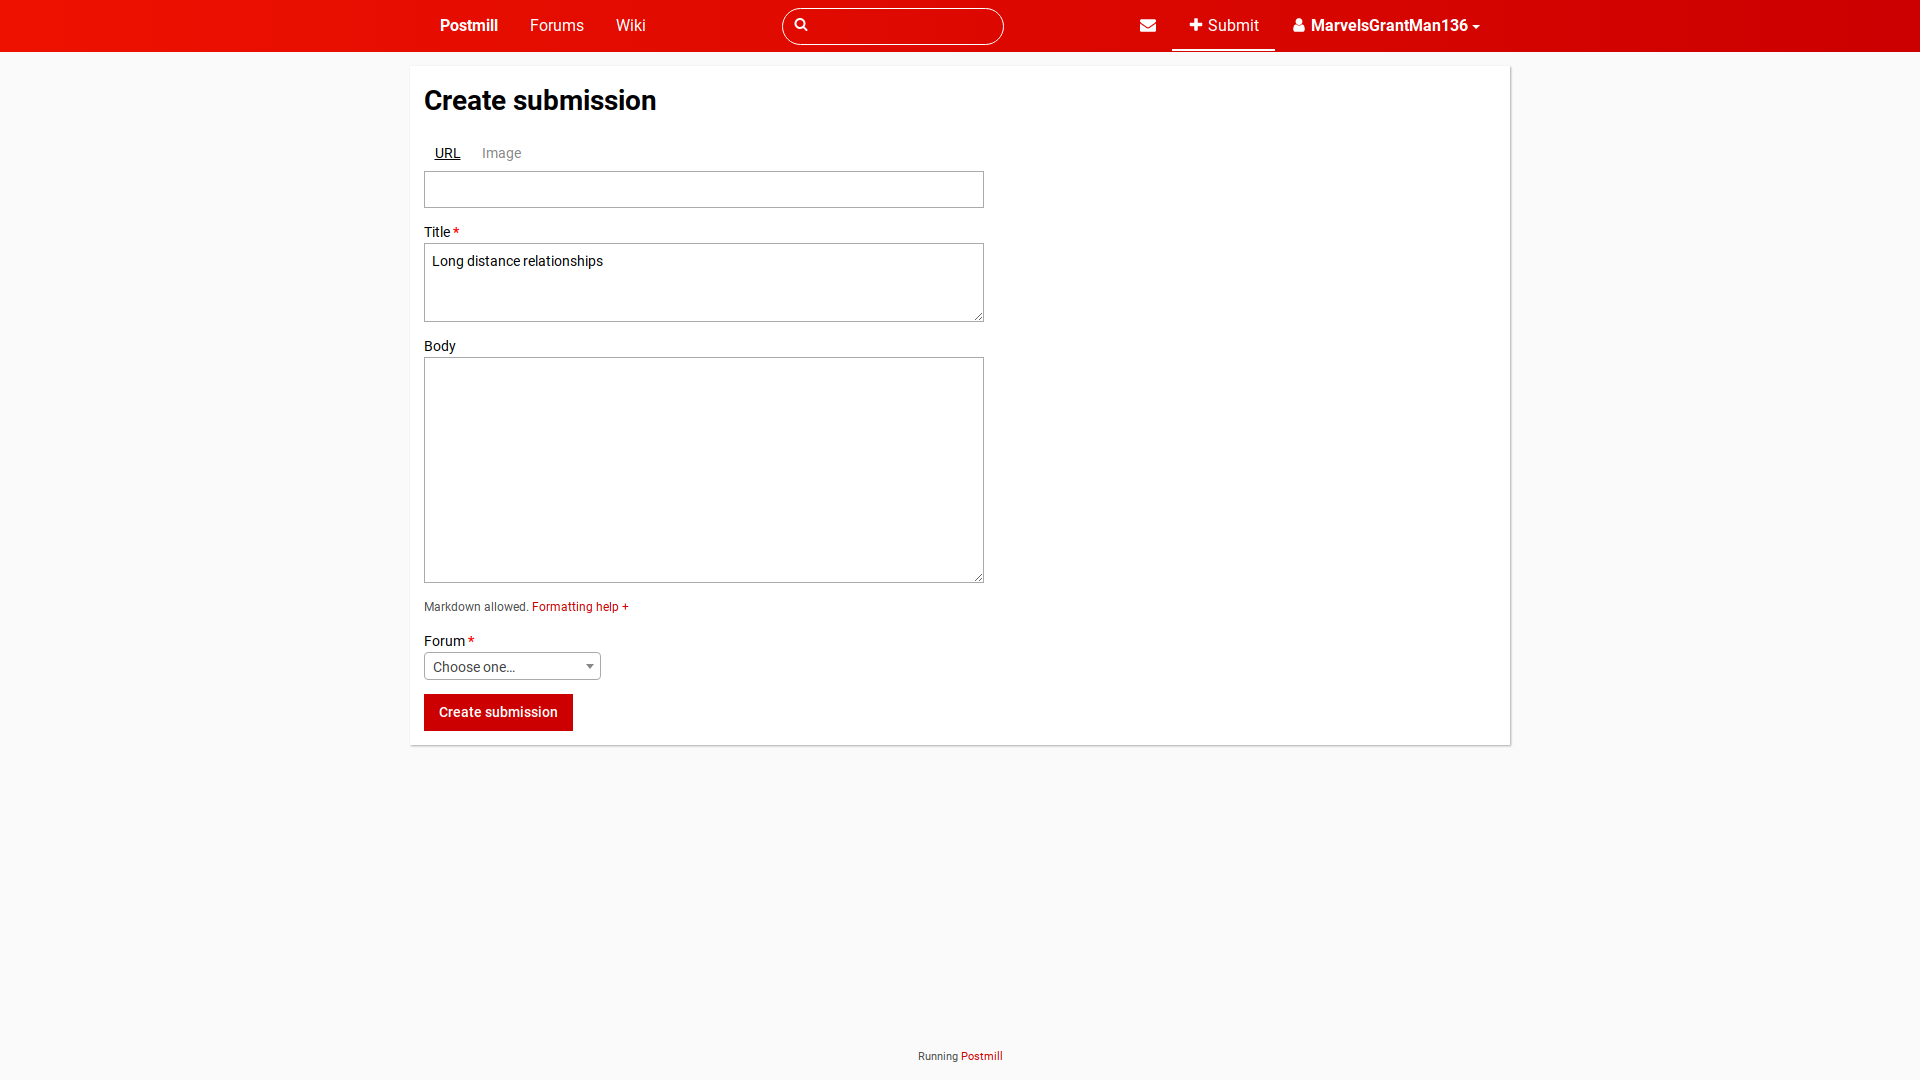 Postmill Forums Wiki Submit MarvelsGrantMan136
Create submission
URL Image
Title *
Long distance relationships
Body
Markdown allowed. Formatting help +
Forum *
Choose one...
Create submission
Running Postmill